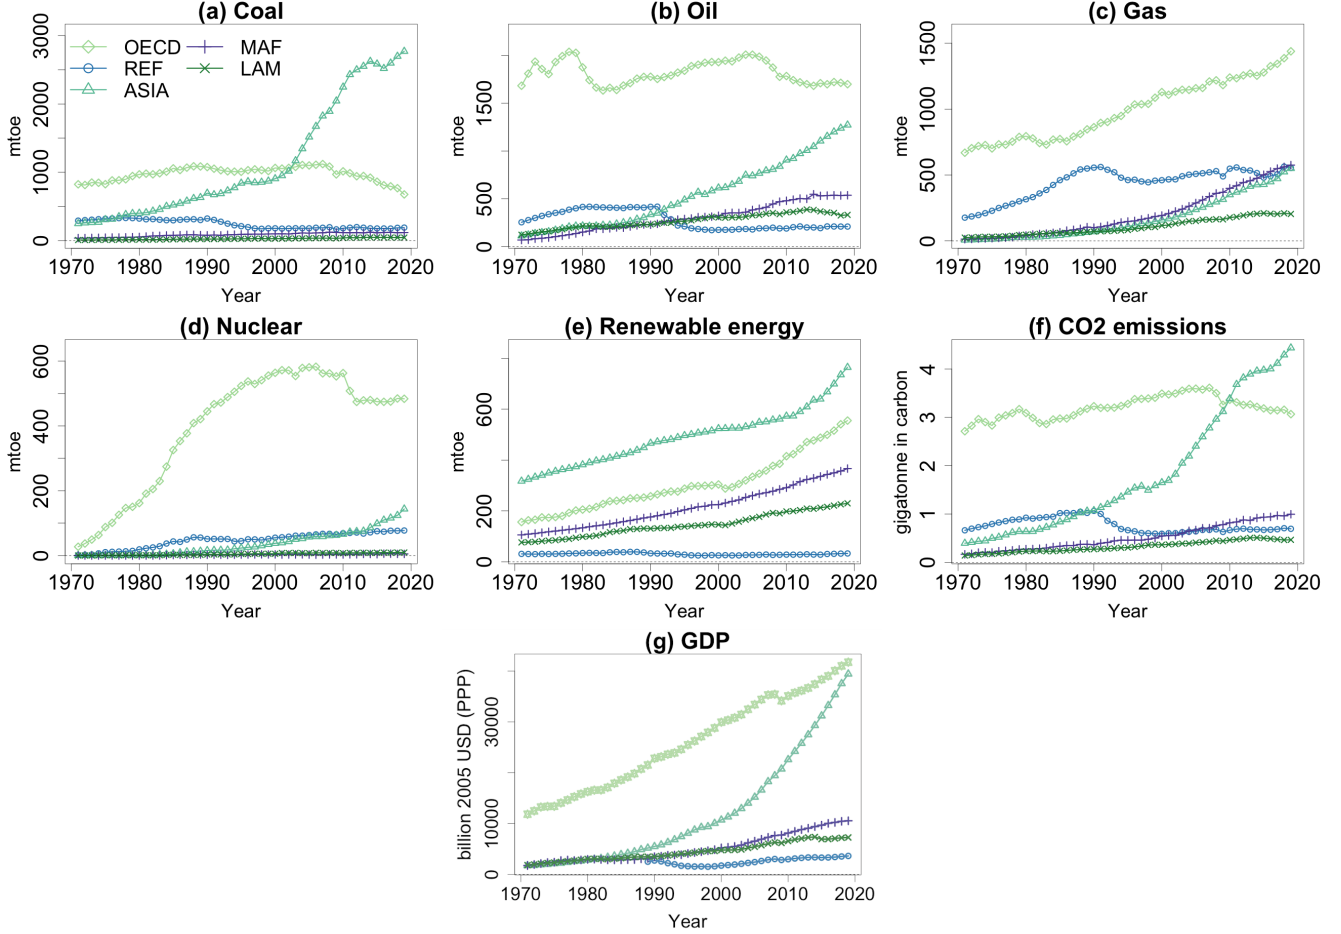 (a) Coal
mtoe
3000
2000
1000
0
OECD
REF
ASIA
MAF
LAM
1970 1980 1990 2000 2010 2020
Year
(b) Oil
mtoe
1500
500
0
1970 1980 1990 2000 2010 2020
Year
(c) Gas
mtoe
1500
1000
500
0
1970 1980 1990 2000 2010 2020
Year
(d) Nuclear
mtoe
600
400
200
0
1970 1980 1990 2000 2010 2020
Year
(e) Renewable energy
mtoe
600
200
0
1970 1980 1990 2000 2010 2020
Year
(f) CO2 emissions
gigatonne in carbon
4
3
2
1
0
1970 1980 1990 2000 2010 2020
Year
(g) GDP
billion 2005 USD (PPP)
30000
10000
0
1970 1980 1990 2000 2010 2020
Year